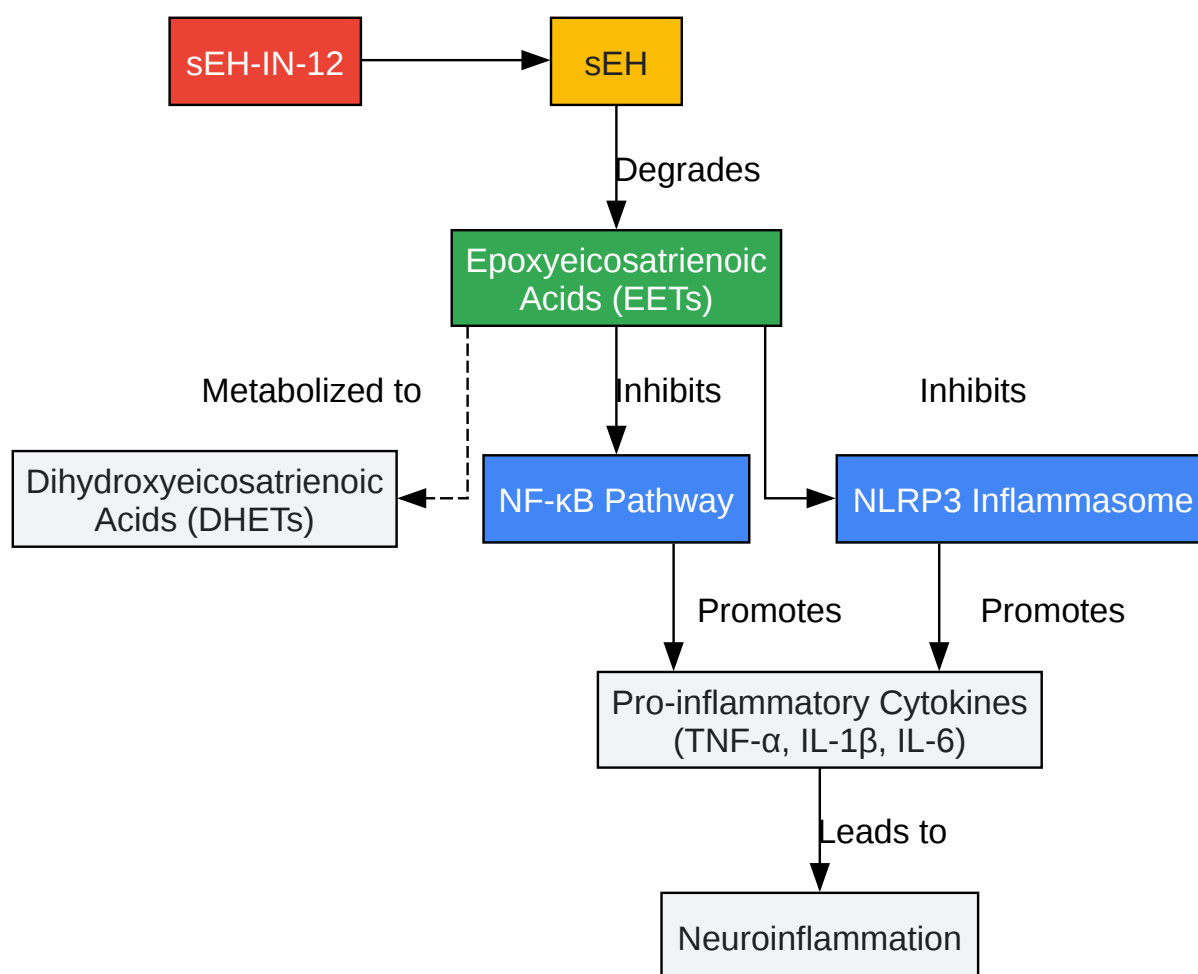 sEH-IN-12
sEH
Degrades
Epoxyeicosatrienoic
Acids (EETs)
Metabolized to
Inhibits
Inhibits
Dihydroxyeicosatrienoic
Acids (DHETs)
NF-κB Pathway
NLRP3 Inflammasome
Promotes
Promotes
Pro-inflammatory Cytokines
(TNF-α, IL-1β, IL-6)
Leads to
Neuroinflammation